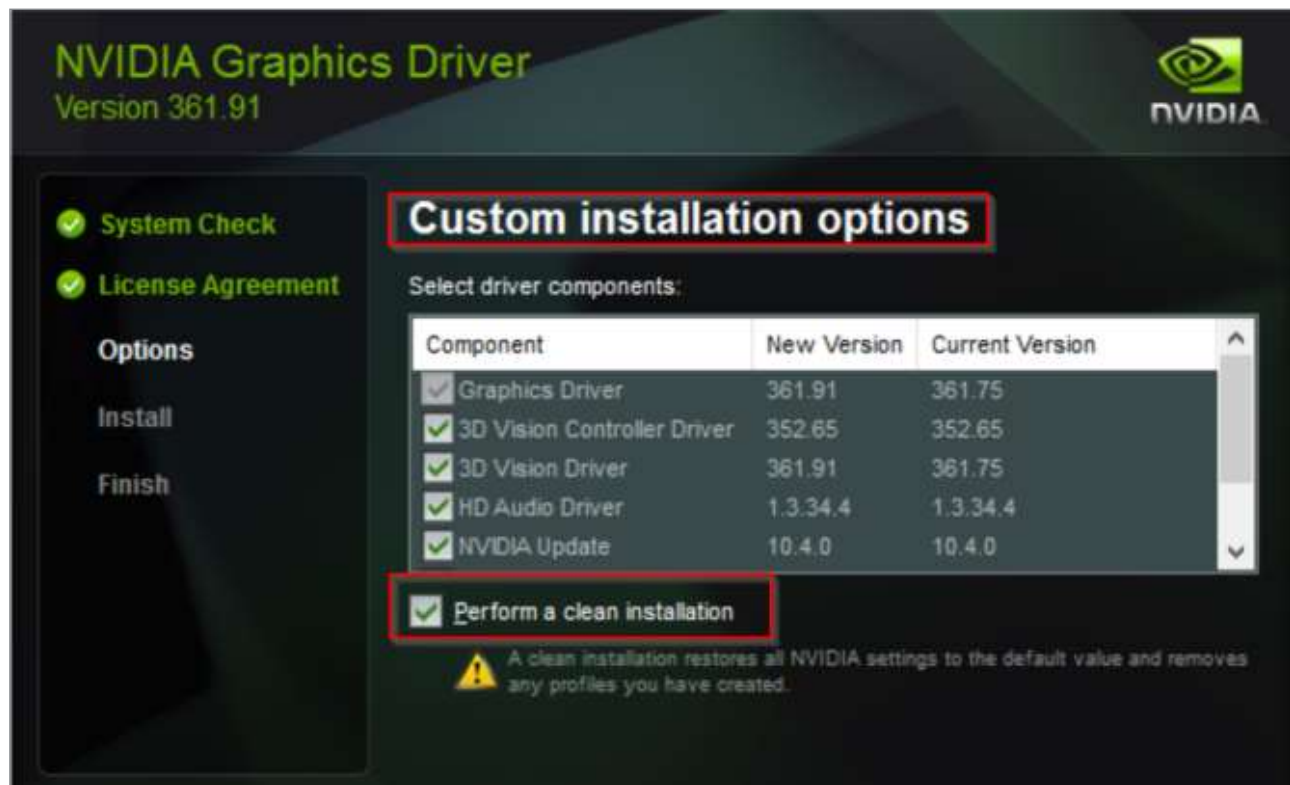 NVIDIA Graphics Driver
Version 361.91
NVIDIA
System Check
License Agreement
Options
Install
Finish
Custom installation options
Select driver components:
Component New Version Current Version
Graphics Driver 361.91 361.75
3D Vision Controller Driver 352.65 352.65
3D Vision Driver 361.91 361.75
HD Audio Driver 1.3.34.4 1.3.34.4
NVIDIA Update 10.4.0 10.4.0
Perform a clean installation
A clean installation restores all NVIDIA settings to the default value and removes
any profiles you have created.